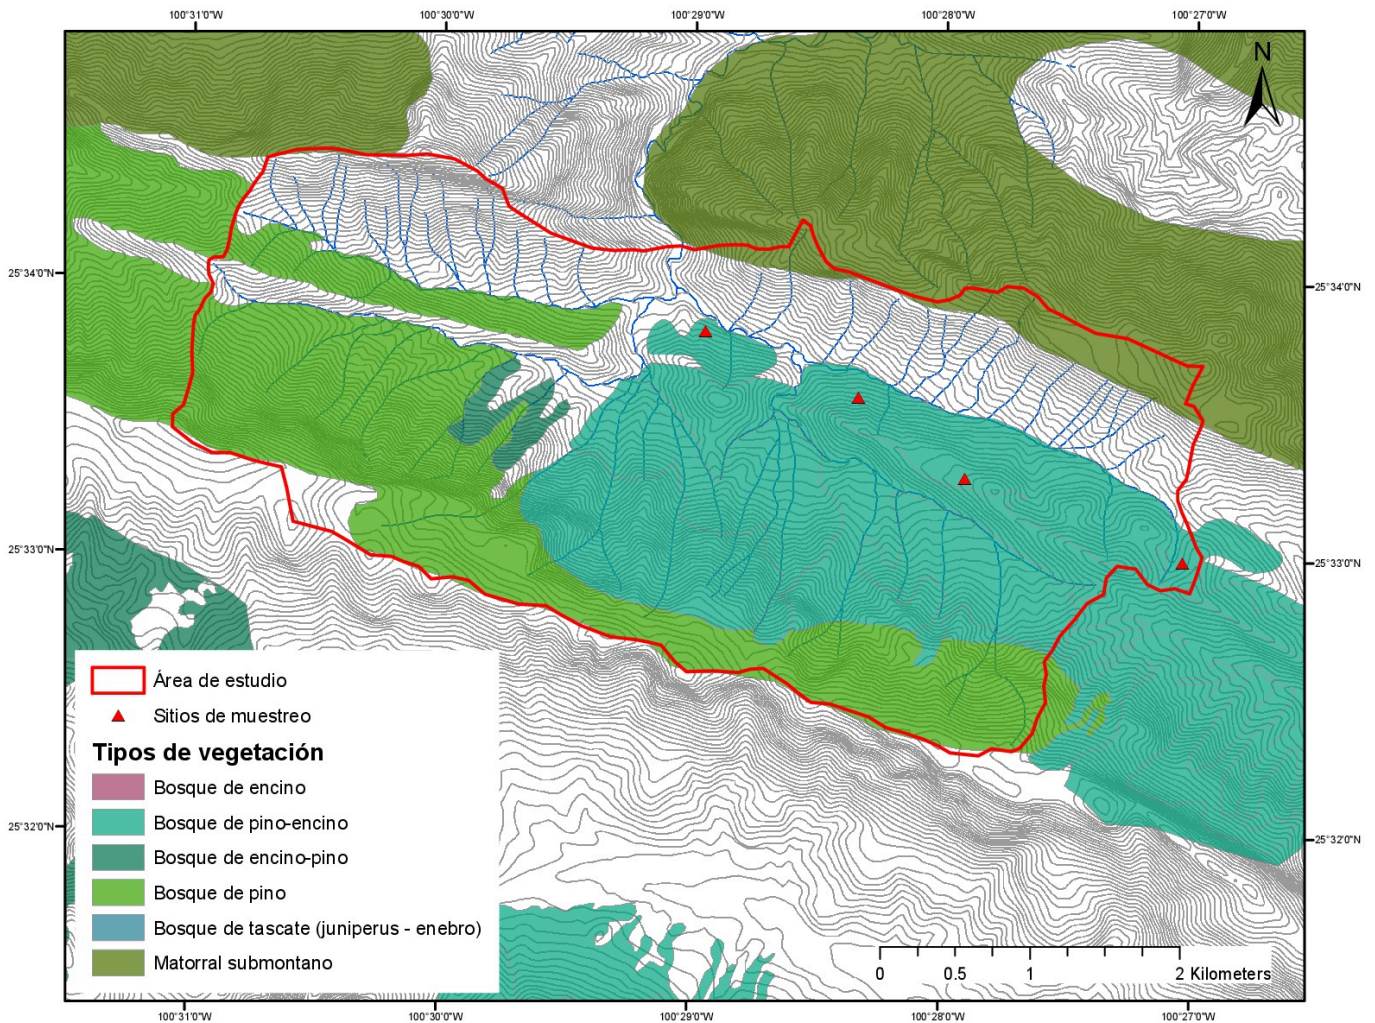 100°31'0"W 100°30'0"W 100°29'0"W 100°28'0"W 100°27'0"W
N
25°34'0"N 25°34'0"N
25°33'0"N 25°33'0"N
25°32'0"N 25°32'0"N
Área de estudio
Sitios de muestreo
Tipos de vegetación
Bosque de encino
Bosque de pino-encino
Bosque de encino-pino
Bosque de pino
Bosque de tascate (juniperus - enebro)
Matorral submontano
0 0.5 1 2 Kilometers
100°31'0"W 100°30'0"W 100°29'0"W 100°28'0"W 100°27'0"W